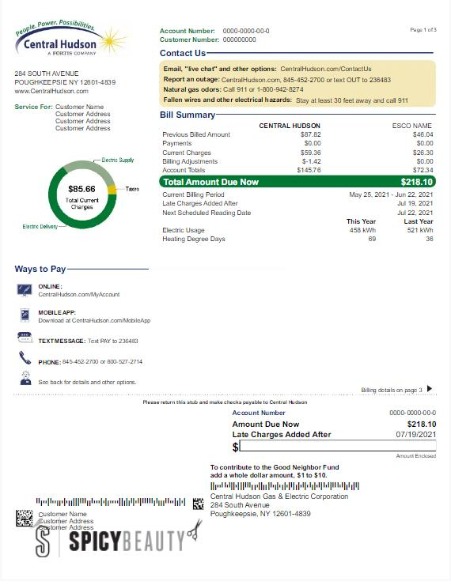 People. Power. Possibilities.
Central Hudson
A FORTIS COMPANY
284 SOUTH AVENUE
POUGHKEEPSIE NY 12601-4839
www.CentralHudson.com
Account Number: 0000-0000-00-0
Customer Number: 000000000
Page 1 of 3
Contact Us
Email, "live chat" and other options: CentralHudson.com/ContactUs
Report an outage: CentralHudson.com, 845-452-2700 or text OUT to 236483
Natural gas odors: Call 911 or 1-800-942-8274
Fallen wires and other electrical hazards: Stay at least 30 feet away and call 911
Service For: Customer Name
Customer Address
Customer Address
Customer Address
Electric Supply
Taxes
$85.66
Total Current
Charges
Electric Delivery
Bill Summary
CENTRAL HUDSON ESCO NAME
Previous Billed Amount $87.82 $46.04
Payments $0.00 $0.00
Current Charges $59.36 $26.30
Billing Adjustments $-1.42 $0.00
Account Totals $145.76 $72.34
Total Amount Due Now $218.10
Current Billing Period May 25, 2021 - Jun 22, 2021
Late Charges Added After Jul 19, 2021
Next Scheduled Reading Date Jul 22, 2021
This Year Last Year
Electric Usage 458 kWh 521 kWh
Heating Degree Days 69 36
Ways to Pay
ONLINE:
CentralHudson.com/MyAccount
MOBILE APP:
Download at CentralHudson.com/MobileApp
TEXT MESSAGE: Text PAY to 236483
PHONE: 845-452-2700 or 800-527-2714
See back for details and other options.
Billing details on page 3
Please return this stub and make checks payable to Central Hudson
Account Number 0000-0000-00-0
Amount Due Now $218.10
Late Charges Added After 07/19/2021
$
Amount Enclosed
To contribute to the Good Neighbor Fund
add a whole dollar amount, $1 to $10.
Central Hudson Gas & Electric Corporation
284 South Avenue
Poughkeepsie, NY 12601-4839
Customer Name
Customer Address
Customer Address
S SPICYBEAUTY